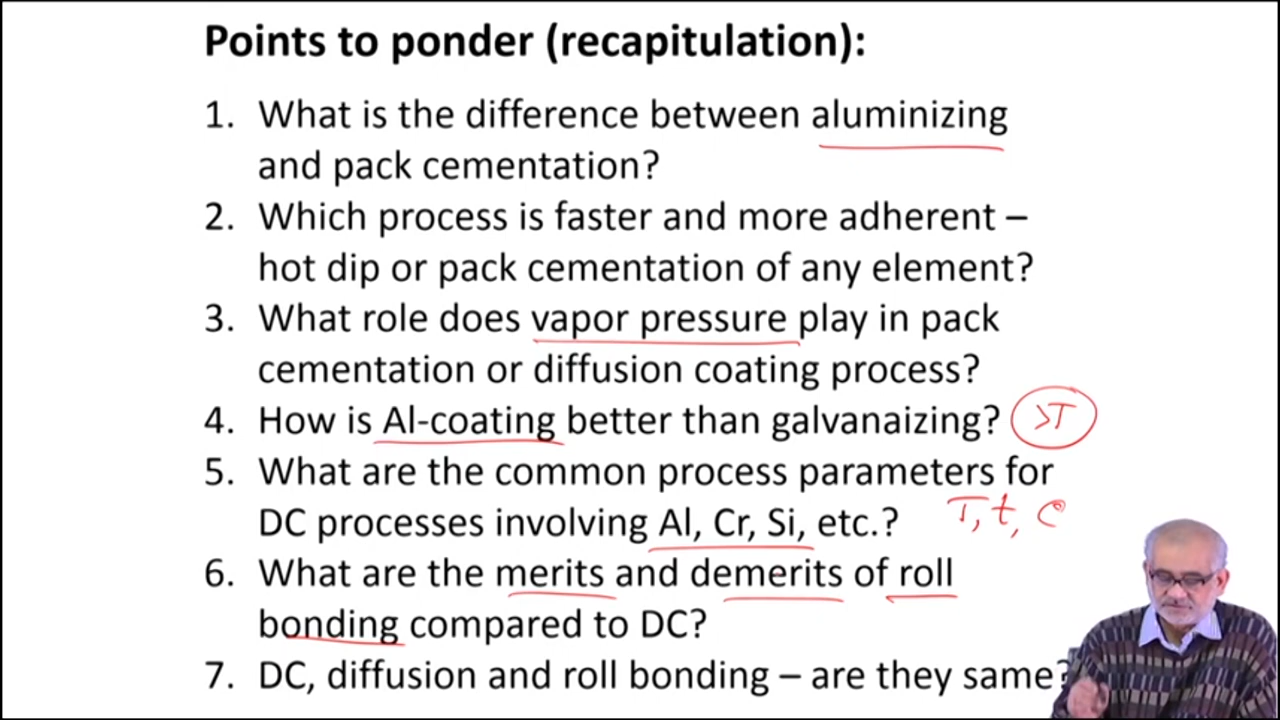 Points to ponder (recapitulation):
1. What is the difference between aluminizing
and pack cementation?
2. Which process is faster and more adherent –
hot dip or pack cementation of any element?
3. What role does vapor pressure play in pack
cementation or diffusion coating process?
4. How is Al-coating better than galvanaizing? >T
5. What are the common process parameters for
DC processes involving Al, Cr, Si, etc.? T, t, C
6. What are the merits and demerits of roll
bonding compared to DC?
7. DC, diffusion and roll bonding – are they same?